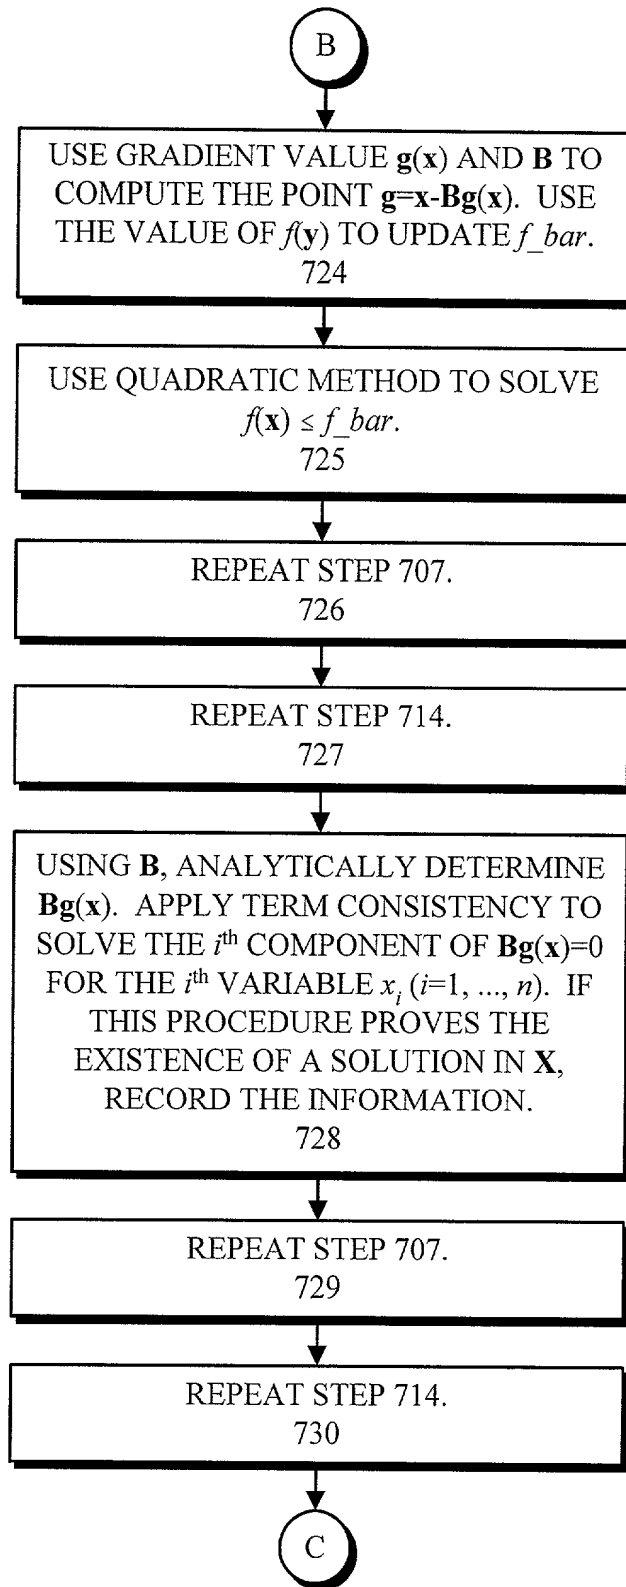 B
USE GRADIENT VALUE g(x) AND B TO
COMPUTE THE POINT g=x-Bg(x). USE
THE VALUE OF f(y) TO UPDATE f_bar.
724
USE QUADRATIC METHOD TO SOLVE
f(x) ≤ f_bar.
725
REPEAT STEP 707.
726
REPEAT STEP 714.
727
USING B, ANALYTICALLY DETERMINE
Bg(x). APPLY TERM CONSISTENCY TO
SOLVE THE iᵗʰ COMPONENT OF Bg(x)=0
FOR THE iᵗʰ VARIABLE xᵢ (i=1, ..., n). IF
THIS PROCEDURE PROVES THE
EXISTENCE OF A SOLUTION IN X,
RECORD THE INFORMATION.
728
REPEAT STEP 707.
729
REPEAT STEP 714.
730
C